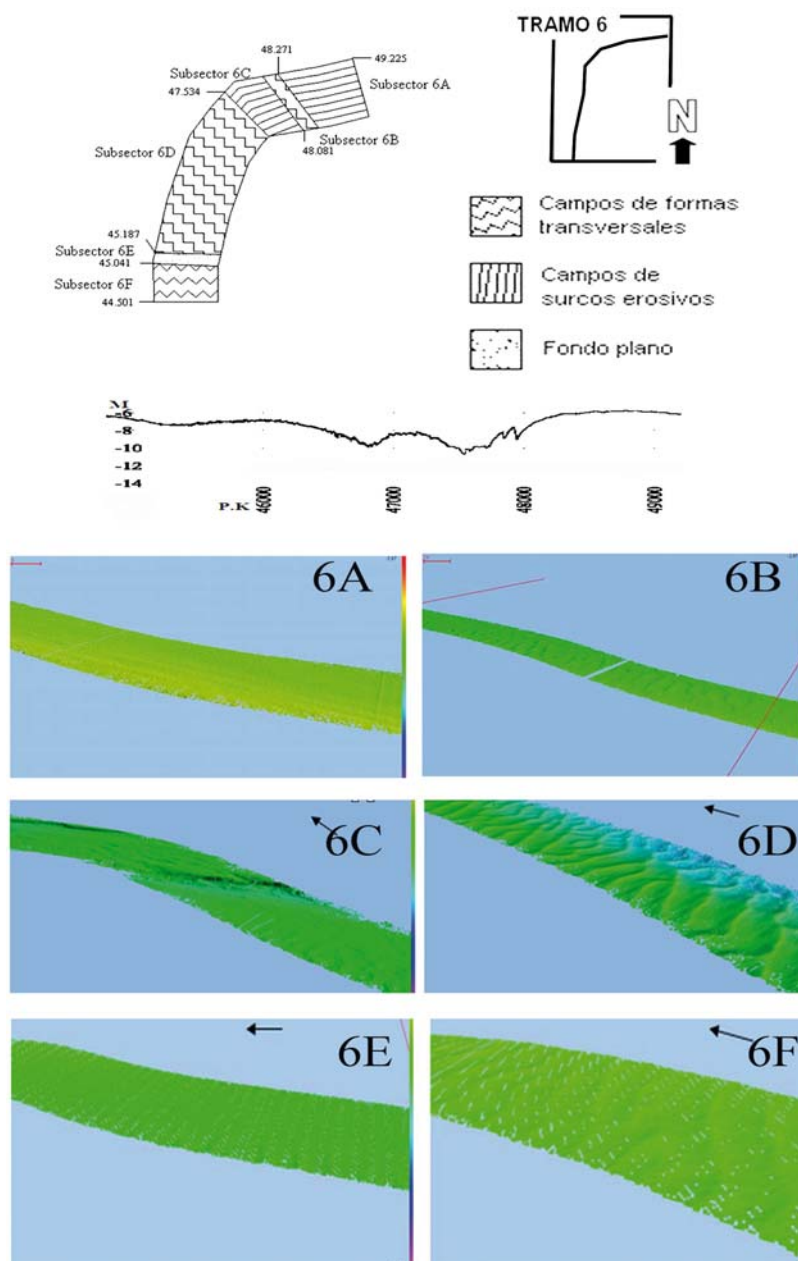 TRAMO 6
N
48.271
49.225
Subsector 6C
Subsector 6A
47.534
Subsector 6B
48.081
Subsector 6D
45.187
Subsector 6E
45.041
Subsector 6F
44.501
Campos de formas
transversales
Campos de
surcos erosivos
Fondo plano
M
-6
-8
-10
-12
-14
P.K
46000
47000
48000
49000
6A
6B
6C
6D
6E
6F